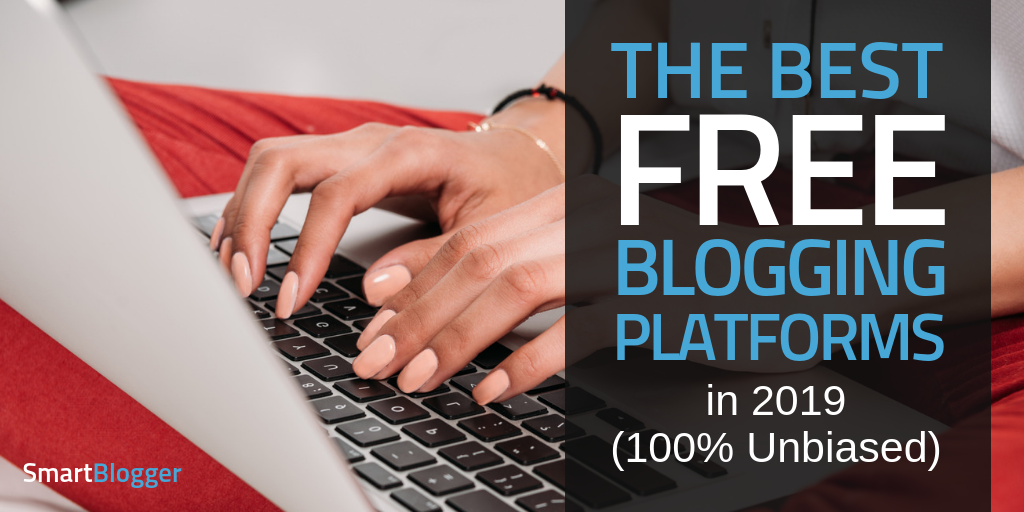 THE BEST
FREE
BLOGGING
PLATFORMS
in 2019
(100% Unbiased)
SmartBlogger